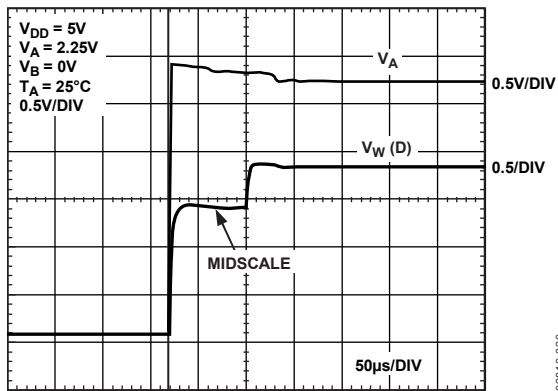 V_DD = 5V
V_A = 2.25V
V_B = 0V
T_A = 25°C
0.5V/DIV
V_A
0.5V/DIV
V_W (D)
0.5/DIV
MIDSCALE
50µs/DIV